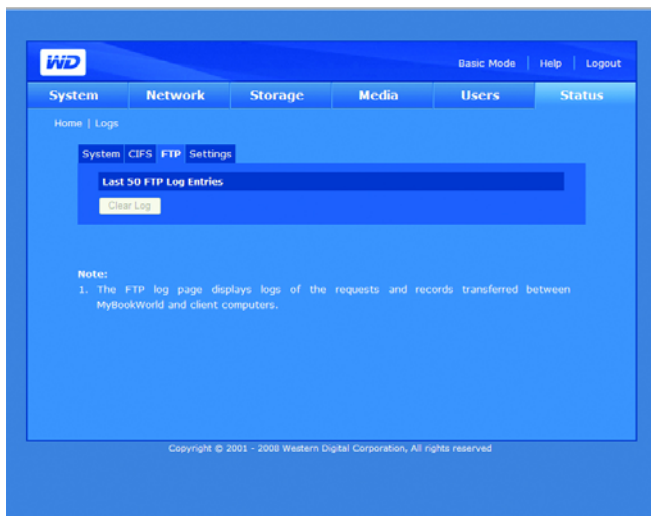 WD
Basic Mode | Help | Logout
System Network Storage Media Users Status
Home | Logs
System CIFS FTP Settings
Last 50 FTP Log Entries
Clear Log
Note:
1. The FTP log page displays logs of the requests and records transferred between
MyBookWorld and client computers.
Copyright © 2001 - 2008 Western Digital Corporation, All rights reserved